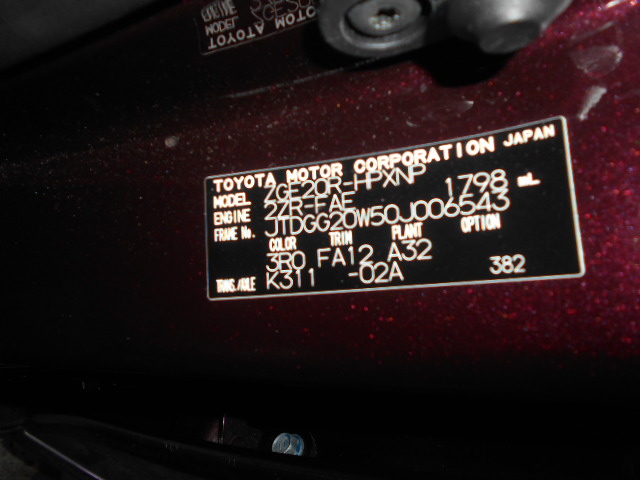 TOYOTA MOTOR CORPORATION JAPAN
MODEL ZGE20R-HPXNP
ENGINE 2ZR-FAE 1798 mL
FRAME No. JTDGG20W50J006543
COLOR TRIM PLANT OPTION
3R0 FA12 A32
TRANS./AXLE K311 -02A 382